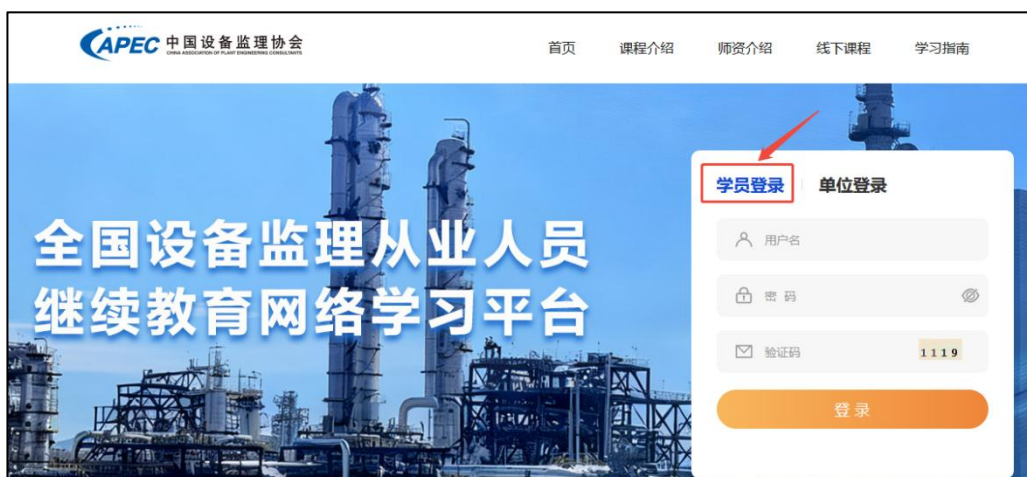 CAPEC 中国设备监理协会
CHINA ASSOCIATION OF PLANT ENGINEERING CONSULTANTS
首页 课程介绍 师资介绍 线下课程 学习指南
全国设备监理从业人员
继续教育网络学习平台
学员登录 单位登录
用户名
密 码
验证码 1119
登录